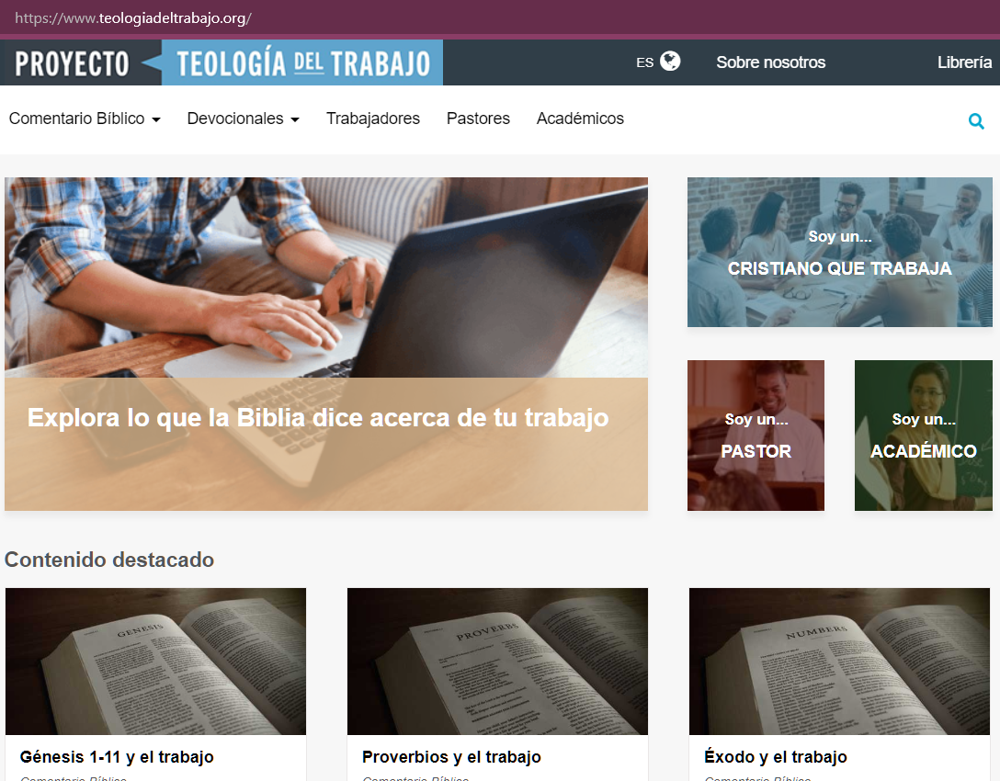 https://www.teologiadeltrabajo.org/
PROYECTO TEOLOGÍA DEL TRABAJO
ES Sobre nosotros Librería
Comentario Bíblico Devocionales Trabajadores Pastores Académicos
Explora lo que la Biblia dice acerca de tu trabajo
Soy un...
CRISTIANO QUE TRABAJA
Soy un...
PASTOR
Soy un...
ACADÉMICO
Contenido destacado
GENESIS
PROVERBS
NUMBERS
Génesis 1-11 y el trabajo
Proverbios y el trabajo
Éxodo y el trabajo
Comentario Bíblico
Comentario Bíblico
Comentario Bíblico